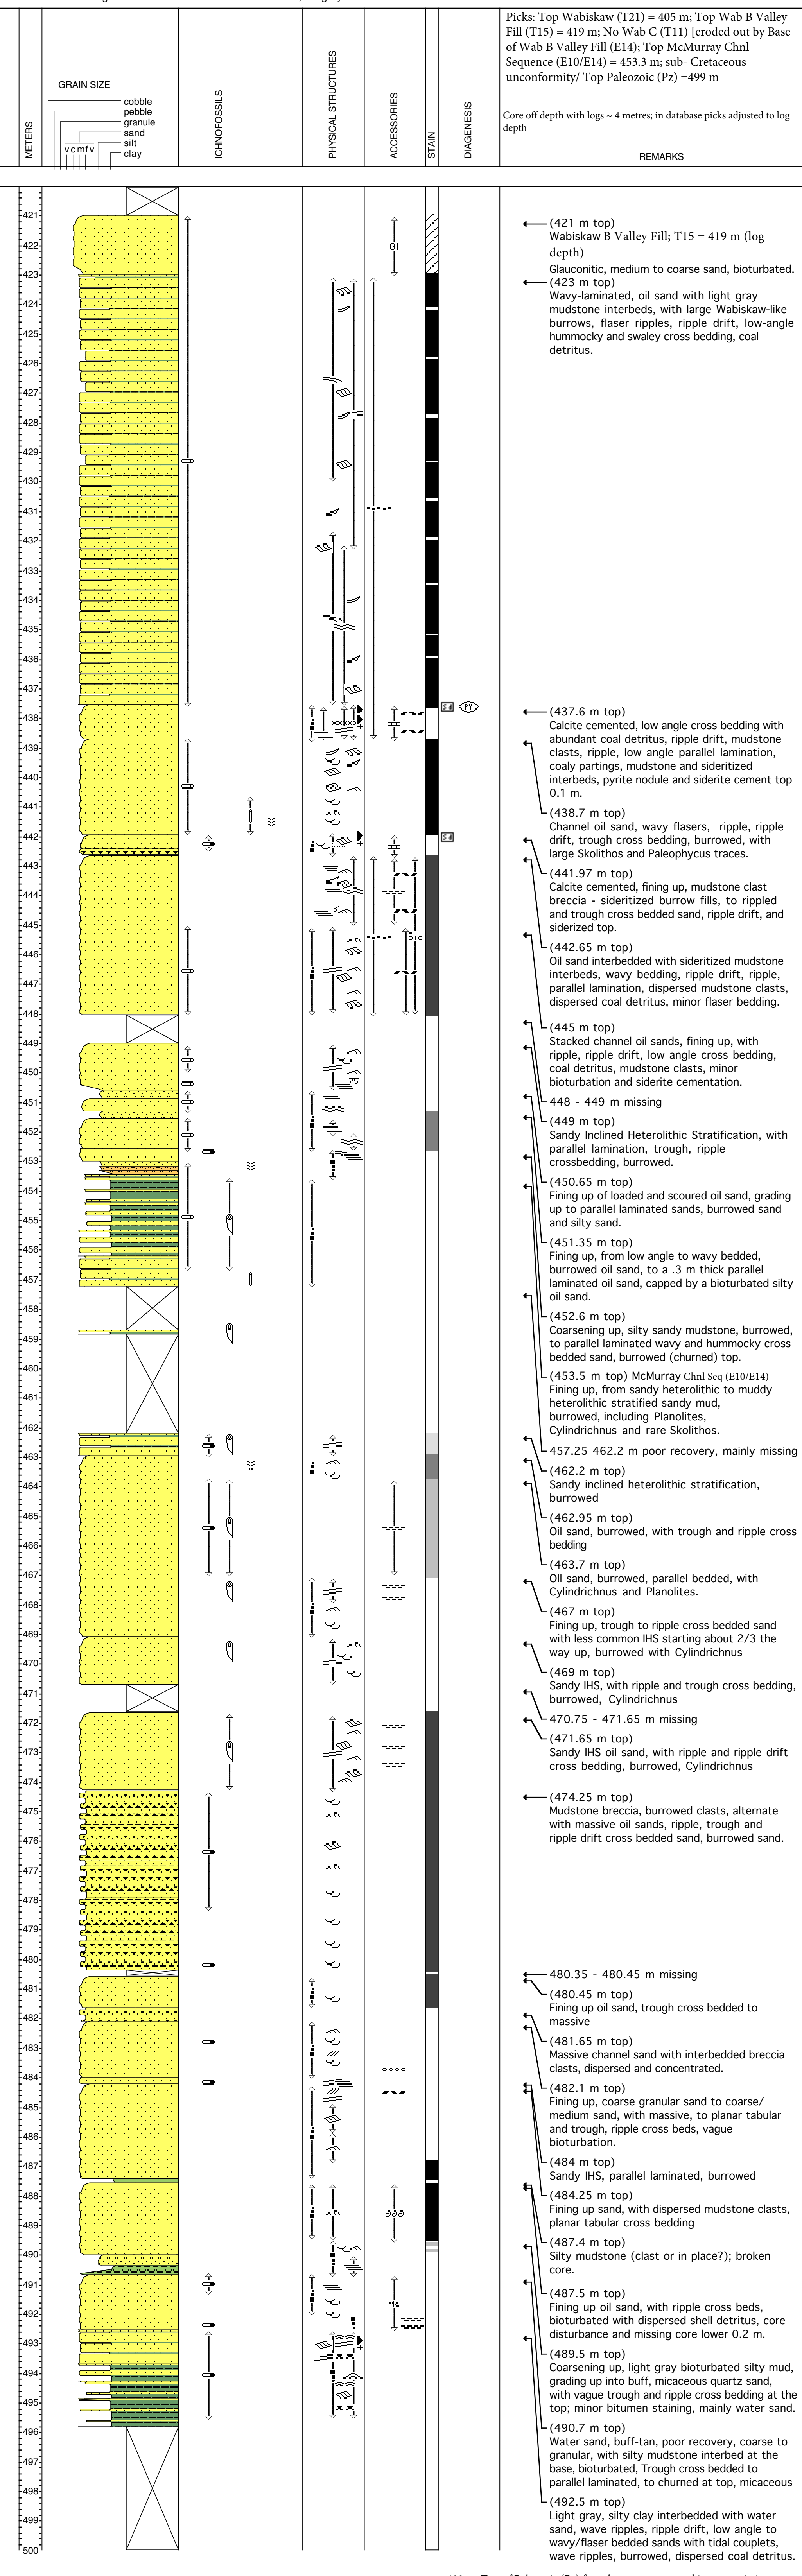 Picks: Top Wabiskaw (T21) = 405 m; Top Wab B Valley
Fill (T15) = 419 m; No Wab C (T11) [eroded out by Base
of Wab B Valley Fill (E14); Top McMurray Chnl
Sequence (E10/E14) = 453.3 m; sub- Cretaceous
unconformity/ Top Paleozoic (Pz) =499 m
Core off depth with logs ~ 4 metres; in database picks adjusted to log
depth
METERS
GRAIN SIZE
cobble
pebble
granule
sand
silt
clay
v c m f v
ICHNOFOSSILS
PHYSICAL STRUCTURES
ACCESSORIES
STAIN
DIAGENESIS
REMARKS
421
422
423
424
425
426
427
428
429
430
431
432
433
434
435
436
437
438
439
440
441
442
443
444
445
446
447
448
449
450
451
452
453
454
455
456
457
458
459
460
461
462
463
464
465
466
467
468
469
470
471
472
473
474
475
476
477
478
479
480
481
482
483
484
485
486
487
488
489
490
491
492
493
494
495
496
497
498
499
500
Gl
Sid
Mc
Sd
Py
Sd
(421 m top)
Wabiskaw B Valley Fill; T15 = 419 m (log
depth)
Glauconitic, medium to coarse sand, bioturbated.
(423 m top)
Wavy-laminated, oil sand with light gray
mudstone interbeds, with large Wabiskaw-like
burrows, flaser ripples, ripple drift, low-angle
hummocky and swaley cross bedding, coal
detritus.
(437.6 m top)
Calcite cemented, low angle cross bedding with
abundant coal detritus, ripple drift, mudstone
clasts, ripple, low angle parallel lamination,
coaly partings, mudstone and sideritized
interbeds, pyrite nodule and siderite cement top
0.1 m.
(438.7 m top)
Channel oil sand, wavy flasers, ripple, ripple
drift, trough cross bedding, burrowed, with
large Skolithos and Paleophycus traces.
(441.97 m top)
Calcite cemented, fining up, mudstone clast
breccia - sideritized burrow fills, to rippled
and trough cross bedded sand, ripple drift, and
siderized top.
(442.65 m top)
Oil sand interbedded with sideritized mudstone
interbeds, wavy bedding, ripple drift, ripple,
parallel lamination, dispersed mudstone clasts,
dispersed coal detritus, minor flaser bedding.
(445 m top)
Stacked channel oil sands, fining up, with
ripple, ripple drift, low angle cross bedding,
coal detritus, mudstone clasts, minor
bioturbation and siderite cementation.
448 - 449 m missing
(449 m top)
Sandy Inclined Heterolithic Stratification, with
parallel lamination, trough, ripple
crossbedding, burrowed.
(450.65 m top)
Fining up of loaded and scoured oil sand, grading
up to parallel laminated sands, burrowed sand
and silty sand.
(451.35 m top)
Fining up, from low angle to wavy bedded,
burrowed oil sand, to a .3 m thick parallel
laminated oil sand, capped by a bioturbated silty
oil sand.
(452.6 m top)
Coarsening up, silty sandy mudstone, burrowed,
to parallel laminated wavy and hummocky cross
bedded sand, burrowed (churned) top.
(453.5 m top) McMurray Chnl Seq (E10/E14)
Fining up, from sandy heterolithic to muddy
heterolithic stratified sandy mud,
burrowed, including Planolites,
Cylindrichnus and rare Skolithos.
457.25 462.2 m poor recovery, mainly missing
(462.2 m top)
Sandy inclined heterolithic stratification,
burrowed
(462.95 m top)
Oil sand, burrowed, with trough and ripple cross
bedding
(463.7 m top)
Oil sand, burrowed, parallel bedded, with
Cylindrichnus and Planolites.
(467 m top)
Fining up, trough to ripple cross bedded sand
with less common IHS starting about 2/3 the
way up, burrowed with Cylindrichnus
(469 m top)
Sandy IHS, with ripple and trough cross bedding,
burrowed, Cylindrichnus
470.75 - 471.65 m missing
(471.65 m top)
Sandy IHS oil sand, with ripple and ripple drift
cross bedding, burrowed, Cylindrichnus
(474.25 m top)
Mudstone breccia, burrowed clasts, alternate
with massive oil sands, ripple, trough and
ripple drift cross bedded sand, burrowed sand.
480.35 - 480.45 m missing
(480.45 m top)
Fining up oil sand, trough cross bedded to
massive
(481.65 m top)
Massive channel sand with interbedded breccia
clasts, dispersed and concentrated.
(482.1 m top)
Fining up, coarse granular sand to coarse/
medium sand, with massive, to planar tabular
and trough, ripple cross beds, vague
bioturbation.
(484 m top)
Sandy IHS, parallel laminated, burrowed
(484.25 m top)
Fining up sand, with dispersed mudstone clasts,
planar tabular cross bedding
(487.4 m top)
Silty mudstone (clast or in place?); broken
core.
(487.5 m top)
Fining up oil sand, with ripple cross beds,
bioturbated with dispersed shell detritus, core
disturbance and missing core lower 0.2 m.
(489.5 m top)
Coarsening up, light gray bioturbated silty mud,
grading up into buff, micaceous quartz sand,
with vague trough and ripple cross bedding at the
top; minor bitumen staining, mainly water sand.
(490.7 m top)
Water sand, buff-tan, poor recovery, coarse to
granular, with silty mudstone interbed at the
base, bioturbated, Trough cross bedded to
parallel laminated, to churned at top, micaceous
(492.5 m top)
Light gray, silty clay interbedded with water
sand, wave ripples, ripple drift, low angle to
wavy/flaser bedded sands with tidal couplets,
wave ripples, burrowed, dispersed coal detritus.